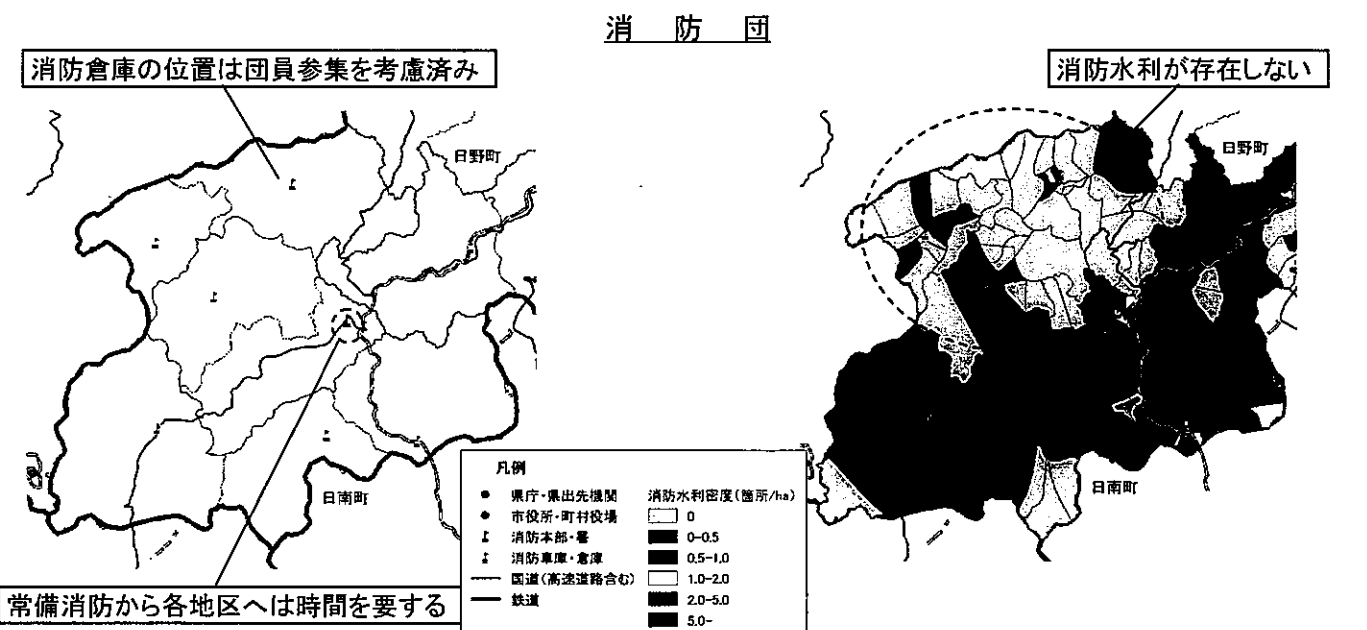 消防団
消防倉庫の位置は団員参集を考慮済み
消防水利が存在しない
日野町
日野町
日南町
日南町
常備消防から各地区へは時間を要する
凡例
県庁・県出先機関
市役所・町村役場
消防本部・署
消防車庫・倉庫
国道(高速道路含む)
鉄道
消防水利密度(箇所/ha)
0
0-0.5
0.5-1.0
1.0-2.0
2.0-5.0
5.0-